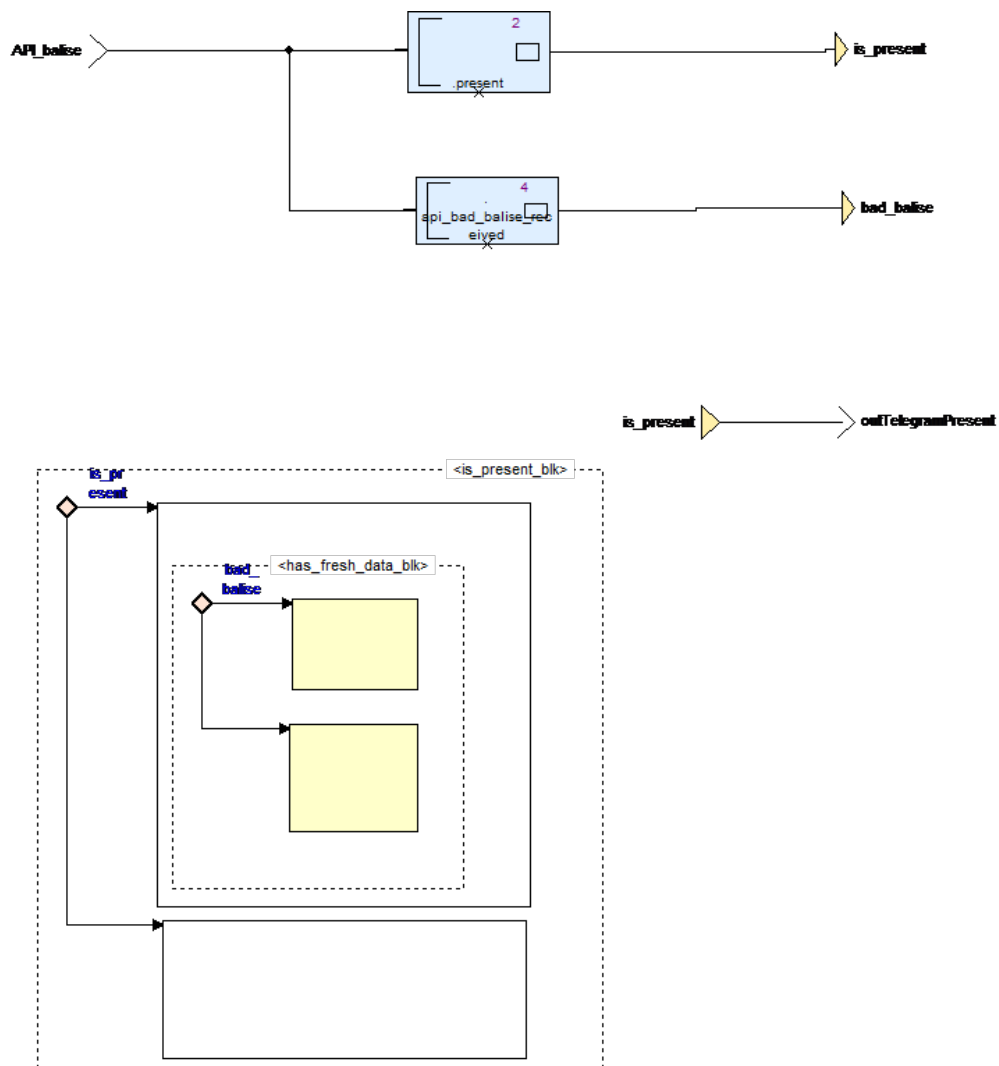 2
API_balise
is_present
.present
4
.
api_bad_balise_rec
eived
bad_balise
is_present
outTelegramPresent
<is_present_blk>
is_pr
esent
<has_fresh_data_blk>
bad_
balise